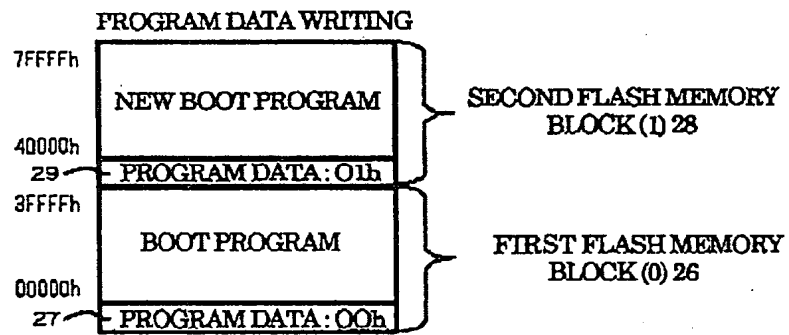 PROGRAM DATA WRITING
7FFFFh
NEW BOOT PROGRAM
SECOND FLASH MEMORY
BLOCK (1) 28
40000h
29 PROGRAM DATA : 01h
3FFFFh
BOOT PROGRAM
FIRST FLASH MEMORY
BLOCK (0) 26
00000h
27 PROGRAM DATA : 00h